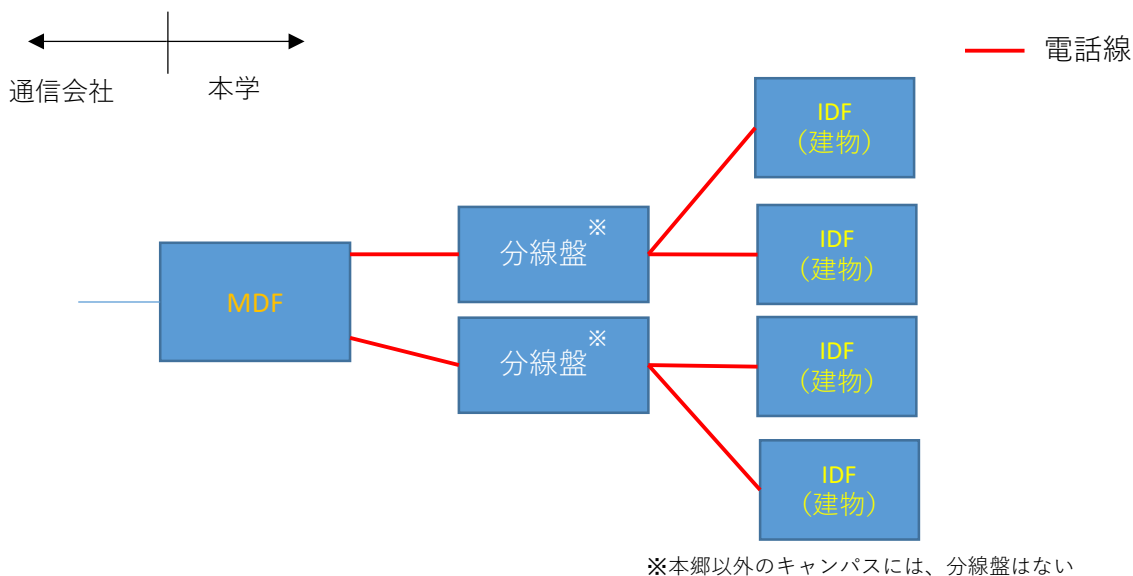 通信会社
本学
電話線
IDF
（建物）
※
分線盤
IDF
（建物）
MDF
※
分線盤
IDF
（建物）
IDF
（建物）
※本郷以外のキャンパスには、分線盤はない